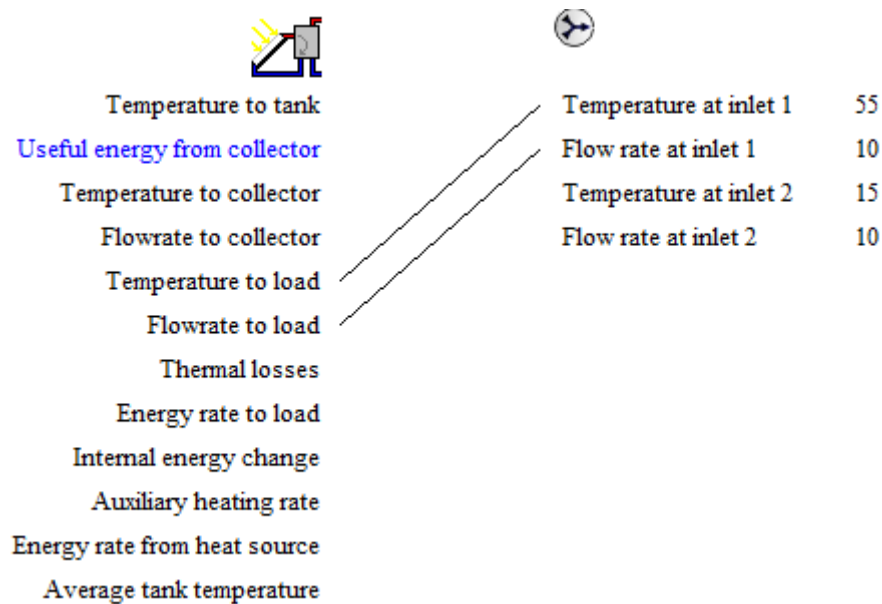 Temperature to tank
Useful energy from collector
Temperature to collector
Flowrate to collector
Temperature to load
Flowrate to load
Thermal losses
Energy rate to load
Internal energy change
Auxiliary heating rate
Energy rate from heat source
Average tank temperature
Temperature at inlet 1 55
Flow rate at inlet 1 10
Temperature at inlet 2 15
Flow rate at inlet 2 10